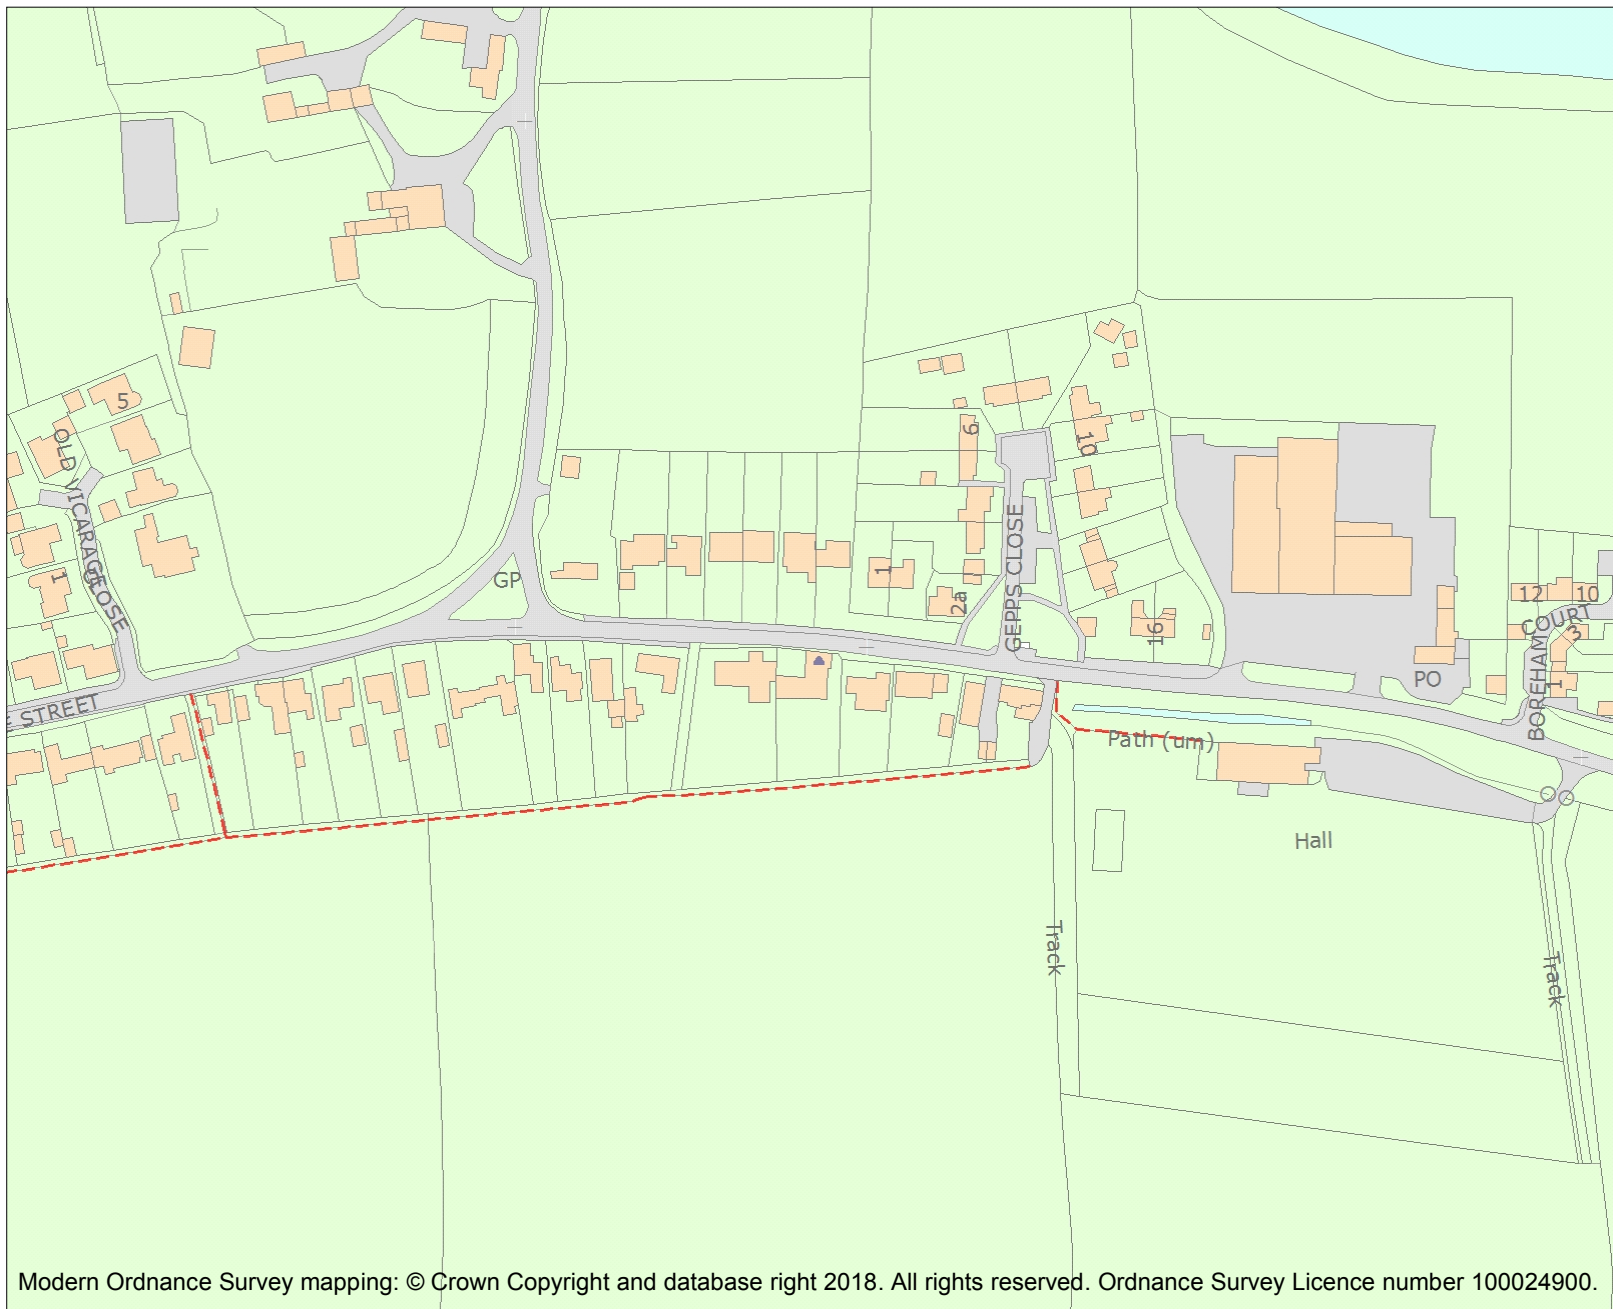 5
OLD VICARAGE
CLOSE
1
E STREET
GP
6
10
1
2a
GEPPS CLOSE
16
PO
12
10
BOREHAM
COURT
3
1
Path (um)
Hall
Track
Track
Modern Ordnance Survey mapping: © Crown Copyright and database right 2018. All rights reserved. Ordnance Survey Licence number 100024900.